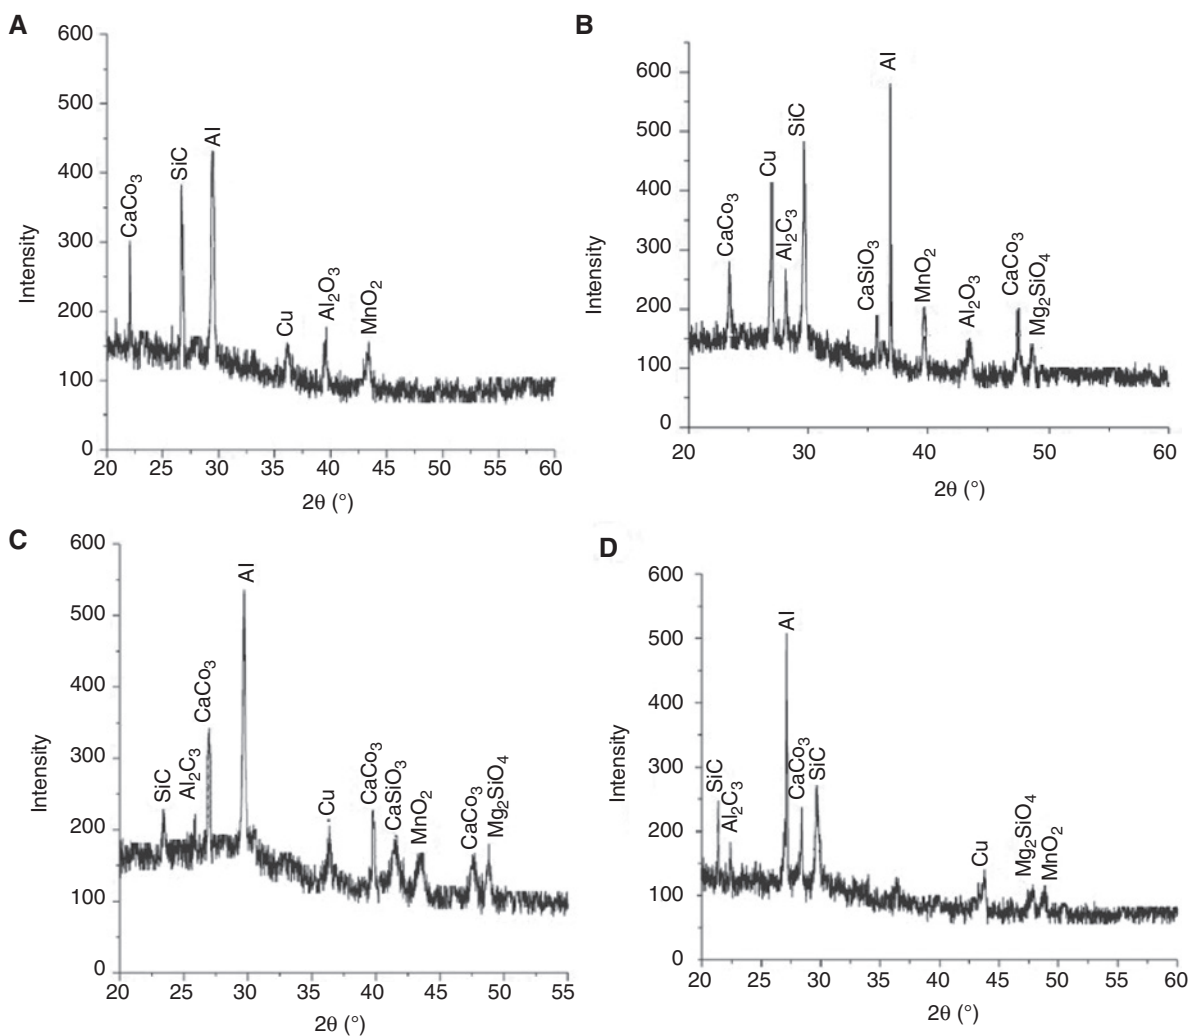 A
600
500
400
300
200
100
0
Intensity
CaCo₃
SiC
Al
Cu
Al₂O₃
MnO₂
20 25 30 35 40 45 50 55 60
2θ (°)
B
600
500
400
300
200
100
0
Intensity
CaCo₃
Cu
Al₂C₃
SiC
CaSiO₃
Al
MnO₂
Al₂O₃
CaCo₃
Mg₂SiO₄
20 30 40 50 60
2θ (°)
C
600
500
400
300
200
100
0
Intensity
SiC
Al₂C₃
CaCo₃
Al
Cu
CaCo₃
CaSiO₃
MnO₂
CaCo₃
Mg₂SiO₄
20 25 30 35 40 45 50 55
2θ (°)
D
600
500
400
300
200
100
0
Intensity
SiC
Al₂C₃
Al
CaCo₃
SiC
Cu
Mg₂SiO₄
MnO₂
20 25 30 35 40 45 50 55 60
2θ (°)